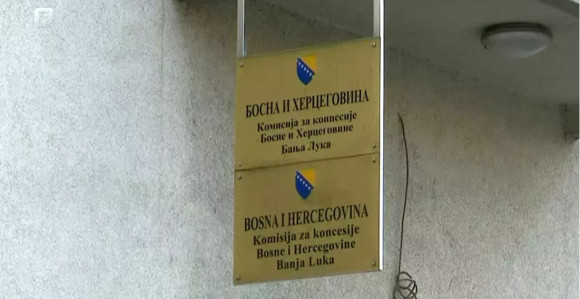 БОСНА И ХЕРЦЕГОВИНА
Комисија за концесије
Босне и Херцеговине
Бања Лука
BOSNA I HERCEGOVINA
Komisija za koncesije
Bosne i Hercegovine
Banja Luka